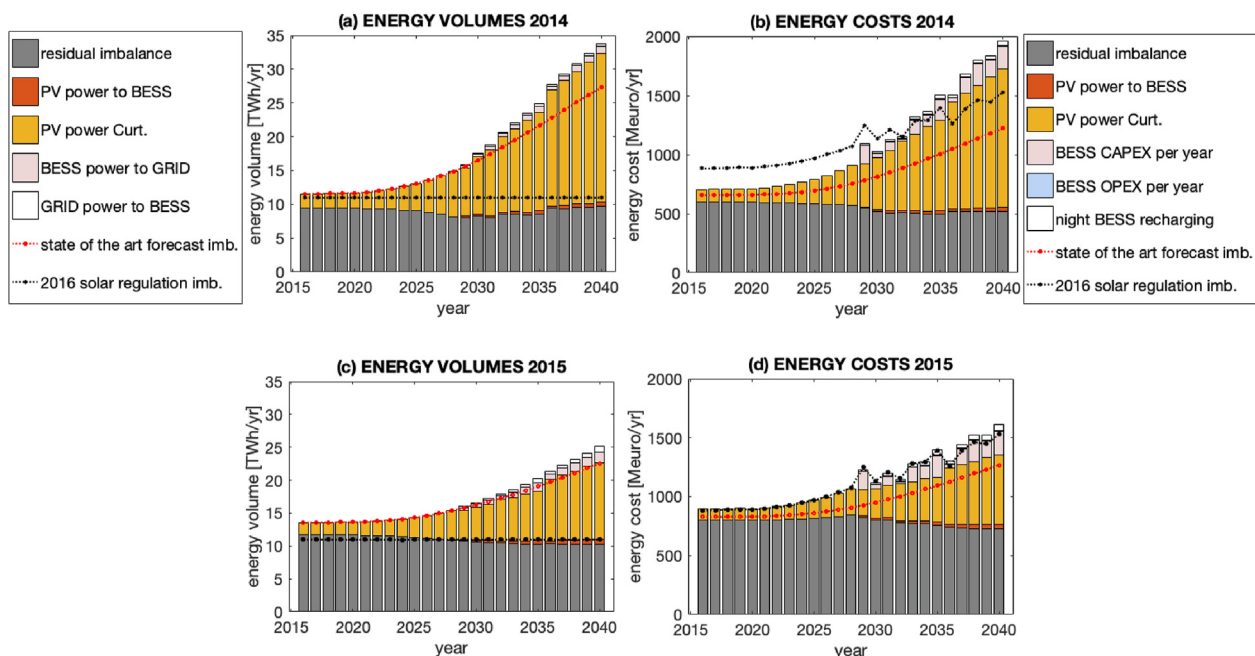 (a) ENERGY VOLUMES 2014
(b) ENERGY COSTS 2014
residual imbalance
PV power to BESS
PV power Curt.
BESS power to GRID
GRID power to BESS
state of the art forecast imb.
2016 solar regulation imb.
energy volume [TWh/yr]
35
30
25
20
15
10
5
0
2015 2020 2025 2030 2035 2040
year
energy cost [Meuro/yr]
2000
1500
1000
500
0
2015 2020 2025 2030 2035 2040
year
residual imbalance
PV power to BESS
PV power Curt.
BESS CAPEX per year
BESS OPEX per year
night BESS recharging
state of the art forecast imb.
2016 solar regulation imb.
(c) ENERGY VOLUMES 2015
(d) ENERGY COSTS 2015
energy volume [TWh/yr]
35
30
25
20
15
10
5
0
2015 2020 2025 2030 2035 2040
year
energy cost [Meuro/yr]
2000
1500
1000
500
0
2015 2020 2025 2030 2035 2040
year